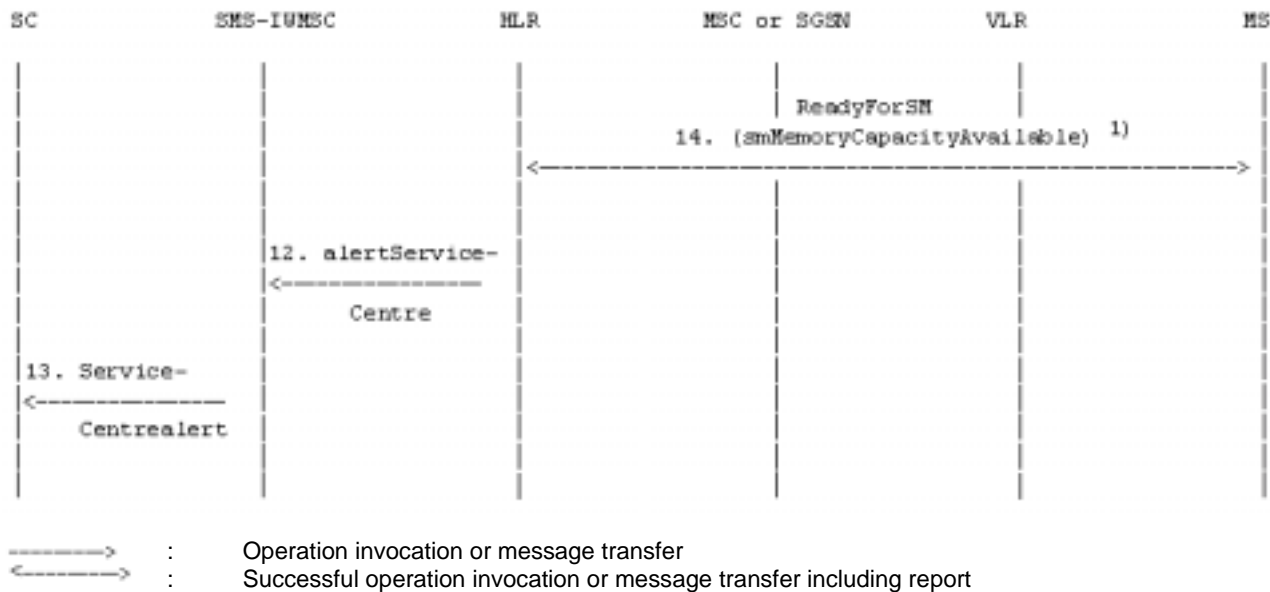 SC SMS-IWMSC HLR MSC or SGSN VLR MS
ReadyForSM
14. (smMemoryCapacityAvailable) 1)
12. alertService-
Centre
13. Service-
Centrealert
: Operation invocation or message transfer
: Successful operation invocation or message transfer including report